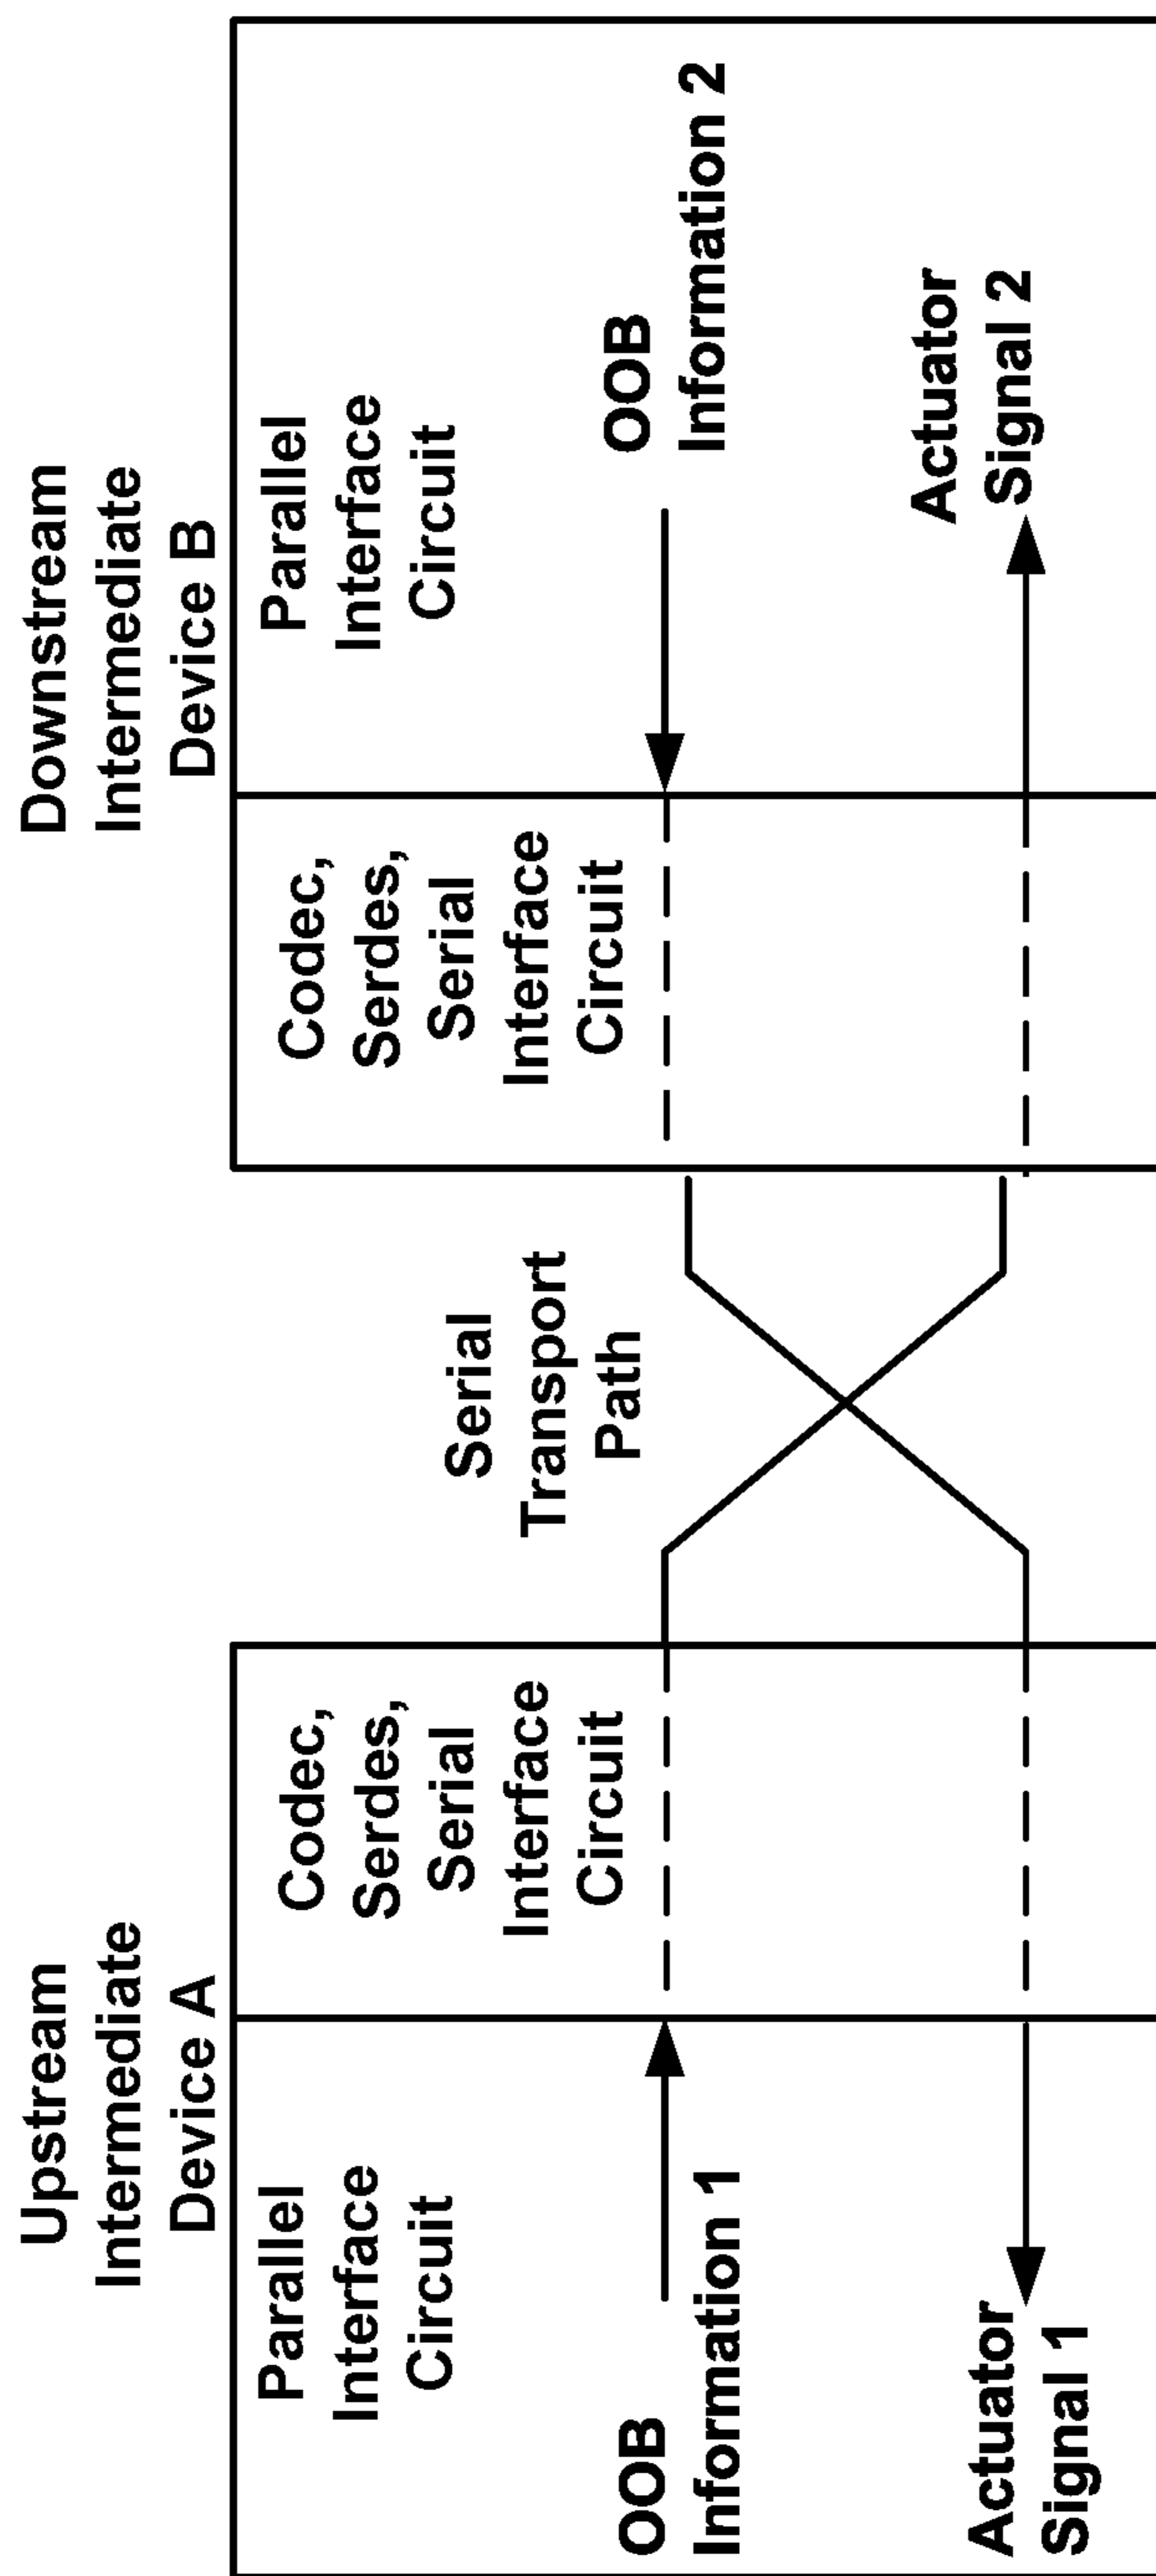 Upstream
Intermediate
Device A
Parallel
Interface
Circuit
OOB
Information 1
Actuator
Signal 1
Codec,
Serdes,
Serial
Interface
Circuit
Serial
Transport
Path
Downstream
Intermediate
Device B
Codec,
Serdes,
Serial
Interface
Circuit
Parallel
Interface
Circuit
OOB
Information 2
Actuator
Signal 2